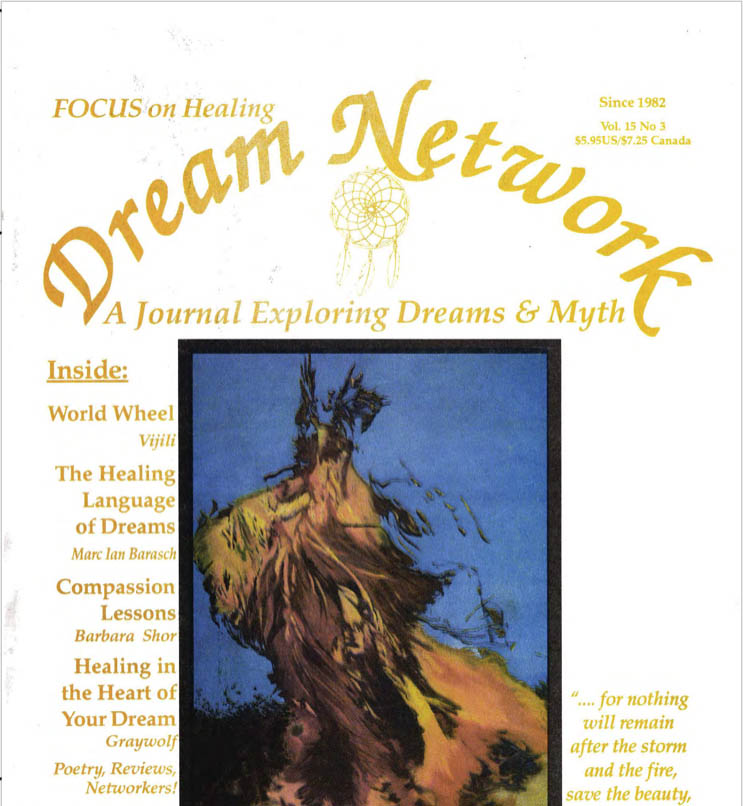 FOCUS on Healing
Since 1982
Vol. 15 No 3
$5.95US/$7.25 Canada
Dream Network
A Journal Exploring Dreams & Myth
Inside:
World Wheel
Vijili
The Healing
Language
of Dreams
Marc Ian Barasch
Compassion
Lessons
Barbara Shor
Healing in
the Heart of
Your Dream
Graywolf
Poetry, Reviews,
Networkers!
".... for nothing
will remain
after the storm
and the fire,
save the beauty,